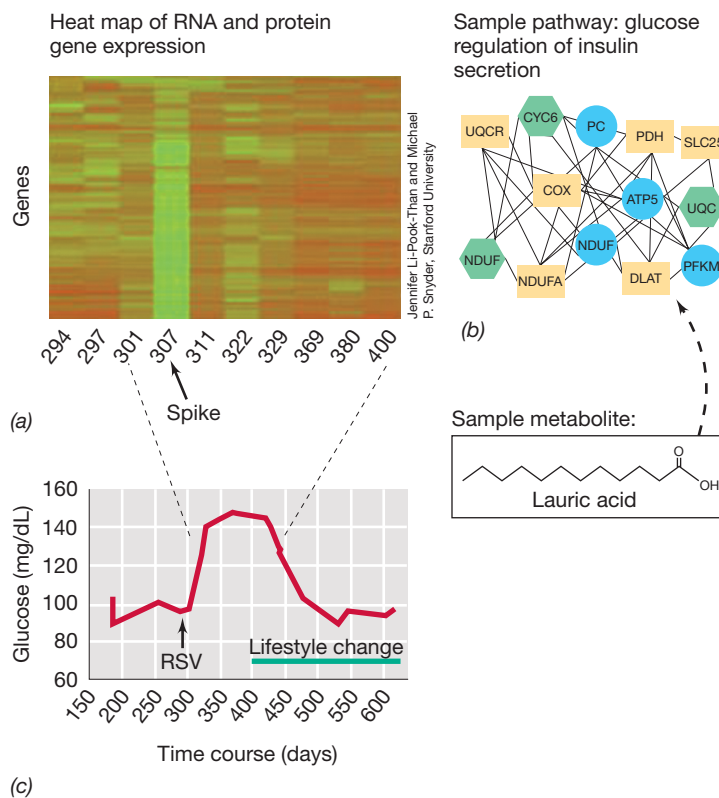 Heat map of RNA and protein
gene expression
Genes
294 297 301 307 311 322 329 369 380 400
Spike
(a)
Jennifer Li-Pook-Than and Michael
P. Snyder, Stanford University
Sample pathway: glucose
regulation of insulin
secretion
CYC6
PC
UQCR
PDH
SLC25
COX
ATP5
UQC
NDUF
NDUF
PFKM
NDUFA
DLAT
(b)
Sample metabolite:
O
OH
Lauric acid
160
140
120
100
80
60
Glucose (mg/dL)
RSV
Lifestyle change
150 200 250 300 350 400 450 500 550 600
Time course (days)
(c)